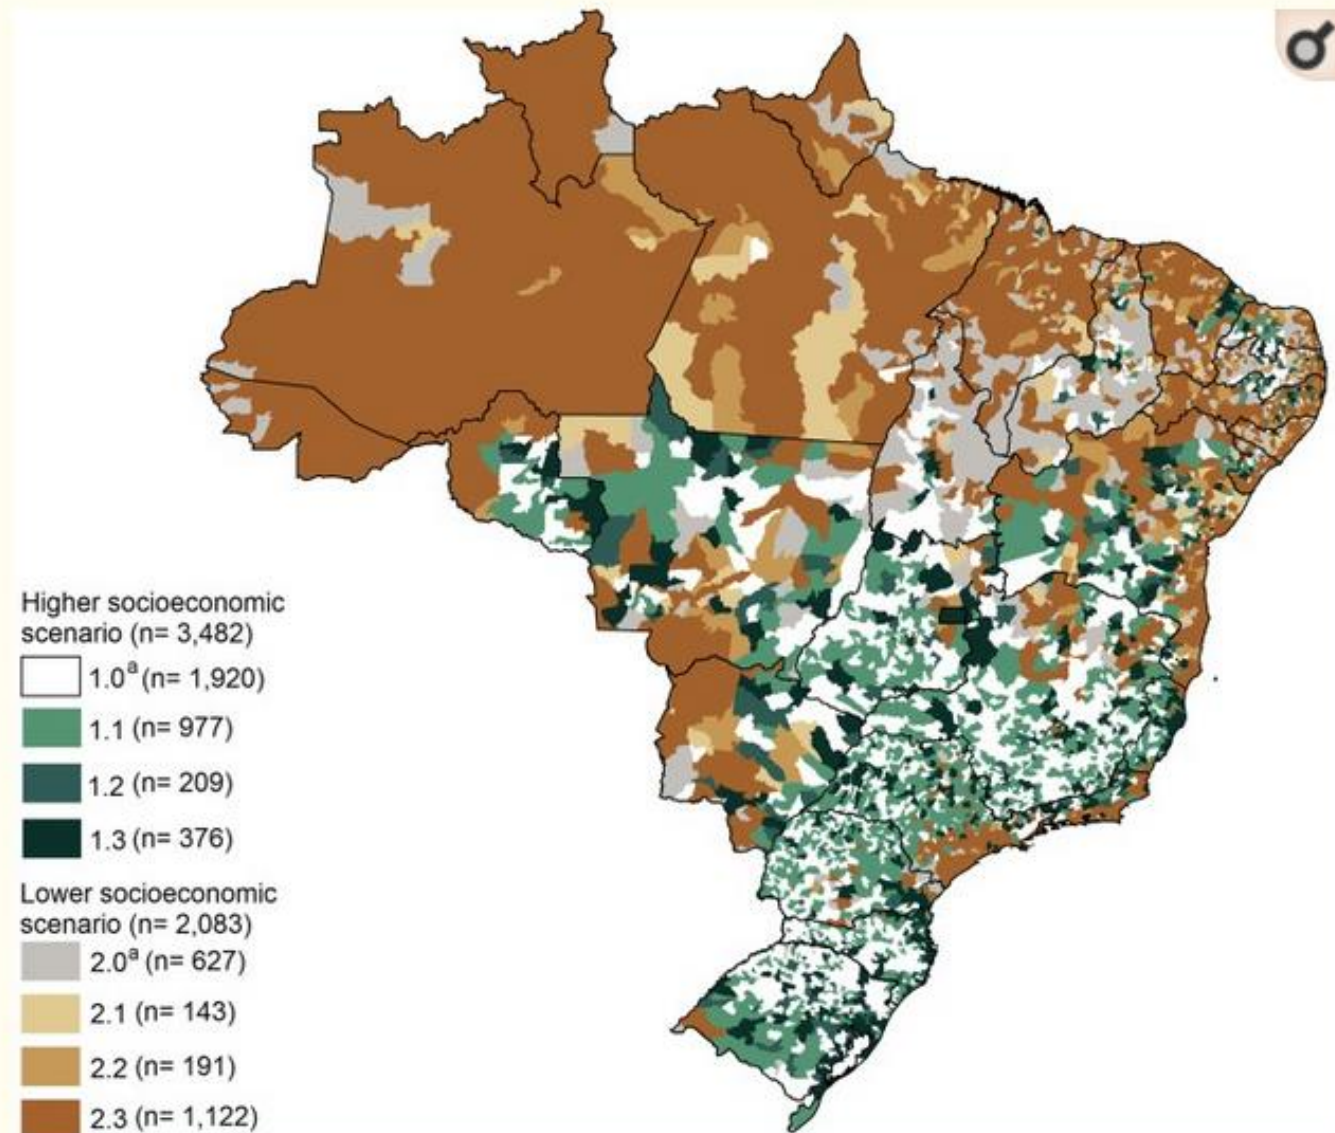 Higher socioeconomic
scenario (n= 3,482)
1.0ª (n= 1,920)
1.1 (n= 977)
1.2 (n= 209)
1.3 (n= 376)
Lower socioeconomic
scenario (n= 2,083)
2.0ª (n= 627)
2.1 (n= 143)
2.2 (n= 191)
2.3 (n= 1,122)